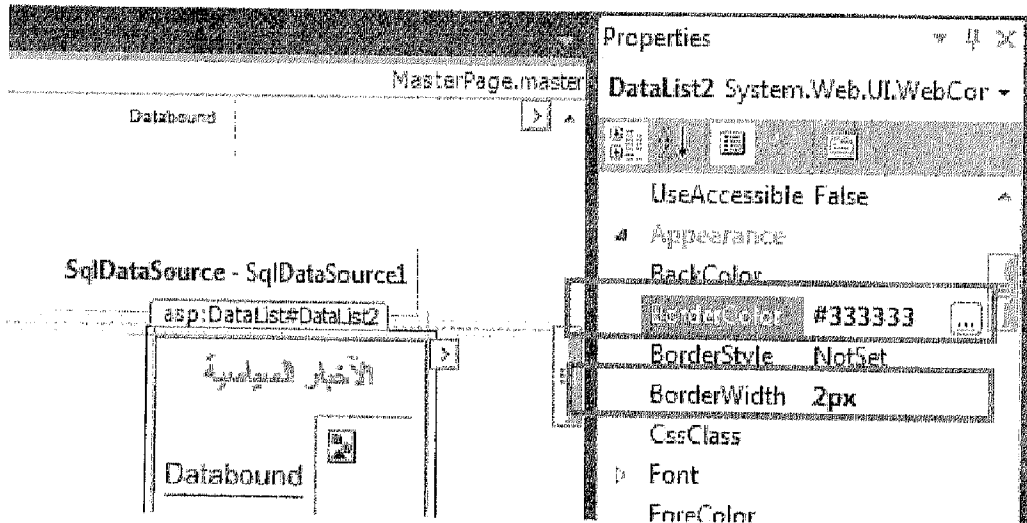 MasterPage.master
Databound
SqlDataSource - SqlDataSource1
asp:DataList#DataList2
الأخبار السياسية
Databound
Properties
DataList2 System.Web.UI.WebCor
UseAccessible False
Appearance
BackColor
BorderColor #333333 ...
BorderStyle NotSet
BorderWidth 2px
CssClass
Font
ForeColor